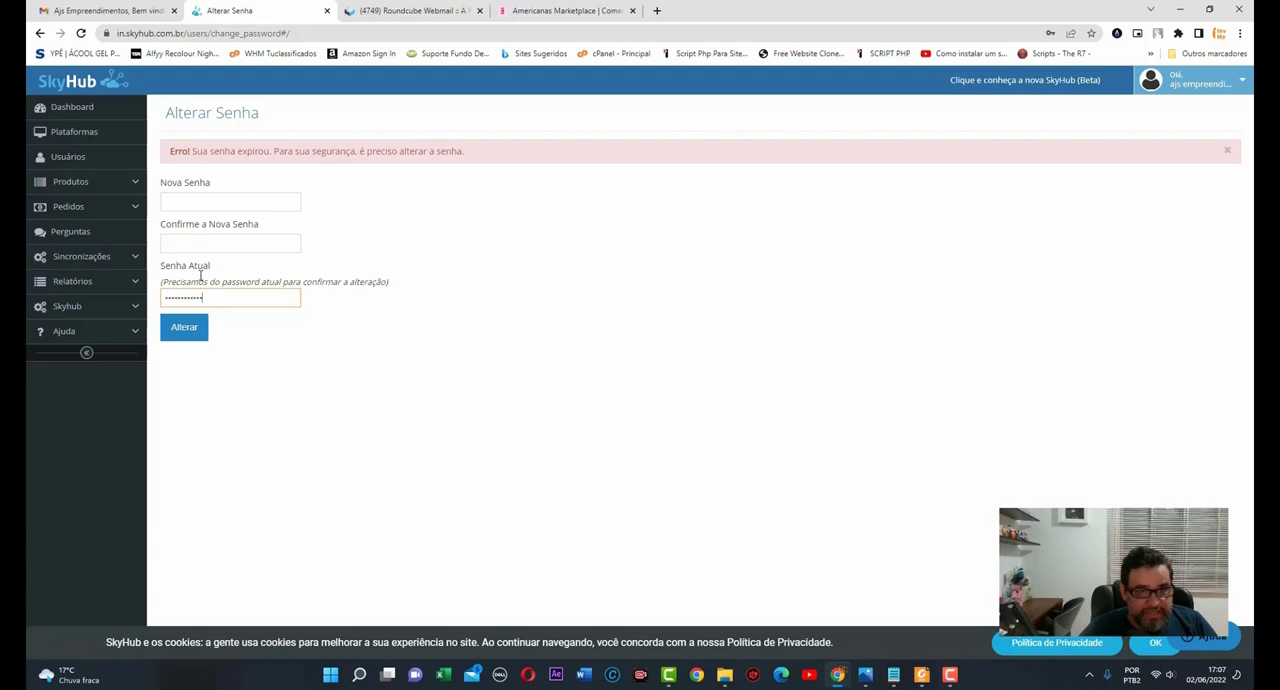 Ajs Empreendimentos, Bem vind
Alterar Senha
(4749) Roundcube Webmail :: A F
Americanas Marketplace | Come
in.skyhub.com.br/users/change_password#/
YPÊ | ÁCOOL GEL P...
Alfyy Recolour Nigh...
WHM Tuclassificados
Amazon Sign In
Suporte Fundo De...
Sites Sugeridos
cPanel - Principal
Script Php Para Site...
Free Website Clone...
SCRIPT PHP
Como instalar um s...
Scripts - The R7 -
»
Outros marcadores
SkyHub
Clique e conheça a nova SkyHub (Beta)
Olá,
ajs empreendi...
Dashboard
Plataformas
Usuários
Produtos
Pedidos
Perguntas
Sincronizações
Relatórios
Skyhub
? Ajuda
Alterar Senha
Erro! Sua senha expirou. Para sua segurança, é preciso alterar a senha.
Nova Senha
Confirme a Nova Senha
Senha Atual
(Precisamos do password atual para confirmar a alteração)
Alterar
SkyHub e os cookies: a gente usa cookies para melhorar a sua experiência no site. Ao continuar navegando, você concorda com a nossa Política de Privacidade.
Política de Privacidade
OK
Ajuda
17°C
Chuva fraca
POR
PTB2
17:07
02/06/2022